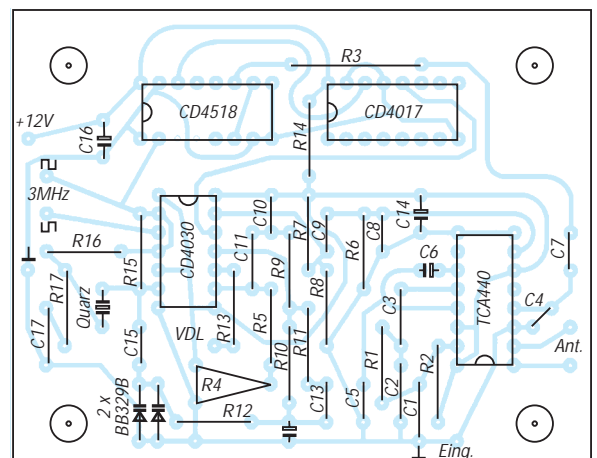 R3
CD4518
CD4017
+12V
C16
R14
3MHz
R16
R15
CD4030
C10
R7
C9
R6
C8
C14
C7
C11
R9
R8
C6
TCA440
R17
Quarz
C3
C4
C17
C15
VDL
R13
R5
R10
R11
R1
C2
R2
Ant.
R4
2 x
BB329B
R12
C13
C5
C1
Eing.